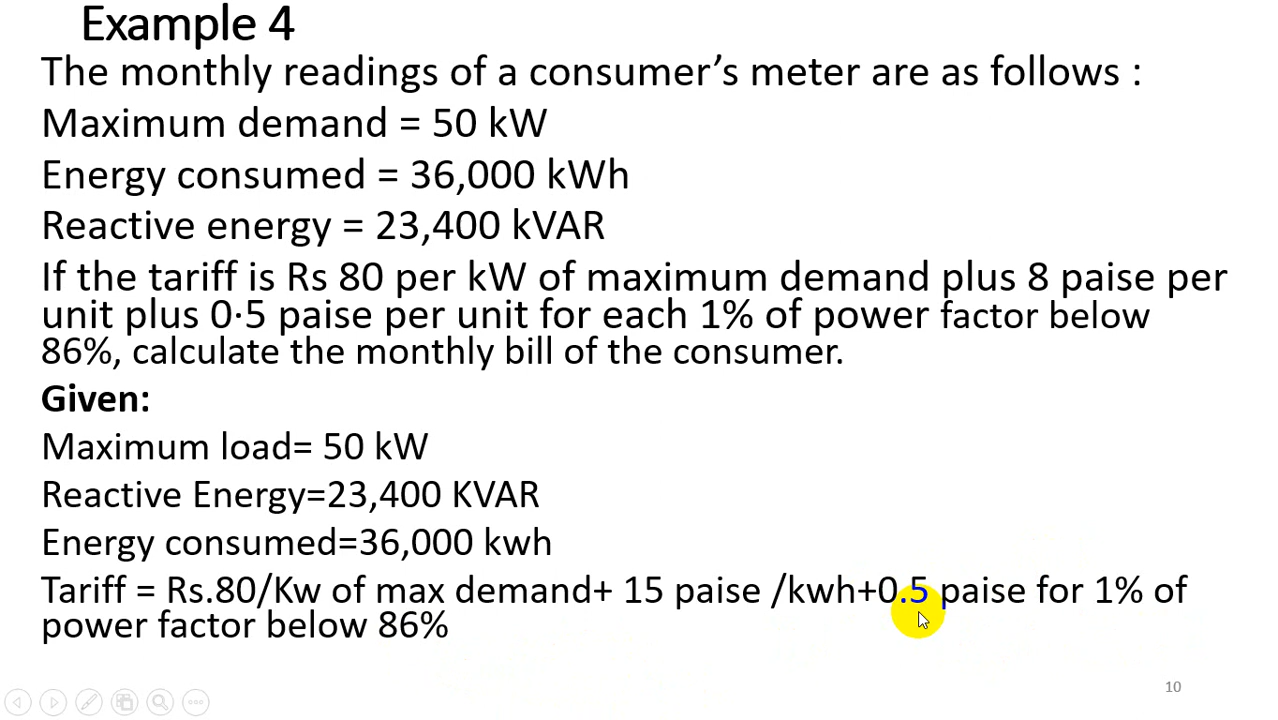 Example 4
The monthly readings of a consumer’s meter are as follows :
Maximum demand = 50 kW
Energy consumed = 36,000 kWh
Reactive energy = 23,400 kVAR
If the tariff is Rs 80 per kW of maximum demand plus 8 paise per
unit plus 0·5 paise per unit for each 1% of power factor below
86%, calculate the monthly bill of the consumer.
Given:
Maximum load= 50 kW
Reactive Energy=23,400 KVAR
Energy consumed=36,000 kwh
Tariff = Rs.80/Kw of max demand+ 15 paise /kwh+0.5 paise for 1% of
power factor below 86%
10